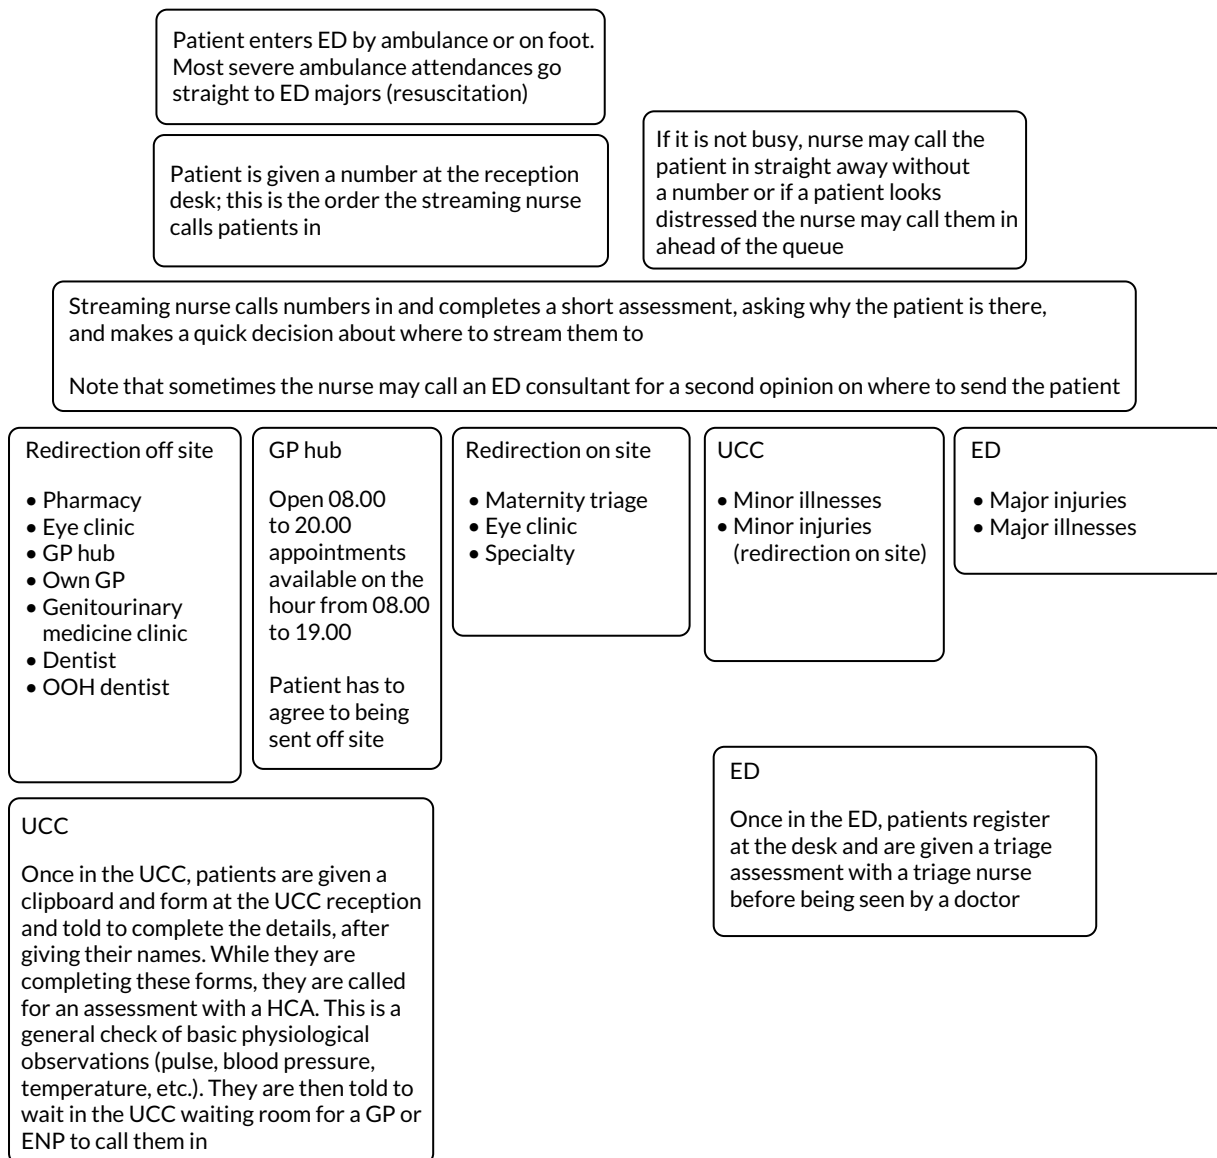 Patient enters ED by ambulance or on foot.
Most severe ambulance attendances go
straight to ED majors (resuscitation)
Patient is given a number at the reception
desk; this is the order the streaming nurse
calls patients in
If it is not busy, nurse may call the
patient in straight away without
a number or if a patient looks
distressed the nurse may call them in
ahead of the queue
Streaming nurse calls numbers in and completes a short assessment, asking why the patient is there,
and makes a quick decision about where to stream them to
Note that sometimes the nurse may call an ED consultant for a second opinion on where to send the patient
Redirection off site
• Pharmacy
• Eye clinic
• GP hub
• Own GP
• Genitourinary
medicine clinic
• Dentist
• OOH dentist
GP hub
Open 08.00
to 20.00
appointments
available on the
hour from 08.00
to 19.00
Patient has to
agree to being
sent off site
Redirection on site
• Maternity triage
• Eye clinic
• Specialty
UCC
• Minor illnesses
• Minor injuries
(redirection on site)
ED
• Major injuries
• Major illnesses
UCC
Once in the UCC, patients are given a
clipboard and form at the UCC reception
and told to complete the details, after
giving their names. While they are
completing these forms, they are called
for an assessment with a HCA. This is a
general check of basic physiological
observations (pulse, blood pressure,
temperature, etc.). They are then told to
wait in the UCC waiting room for a GP or
ENP to call them in
ED
Once in the ED, patients register
at the desk and are given a triage
assessment with a triage nurse
before being seen by a doctor